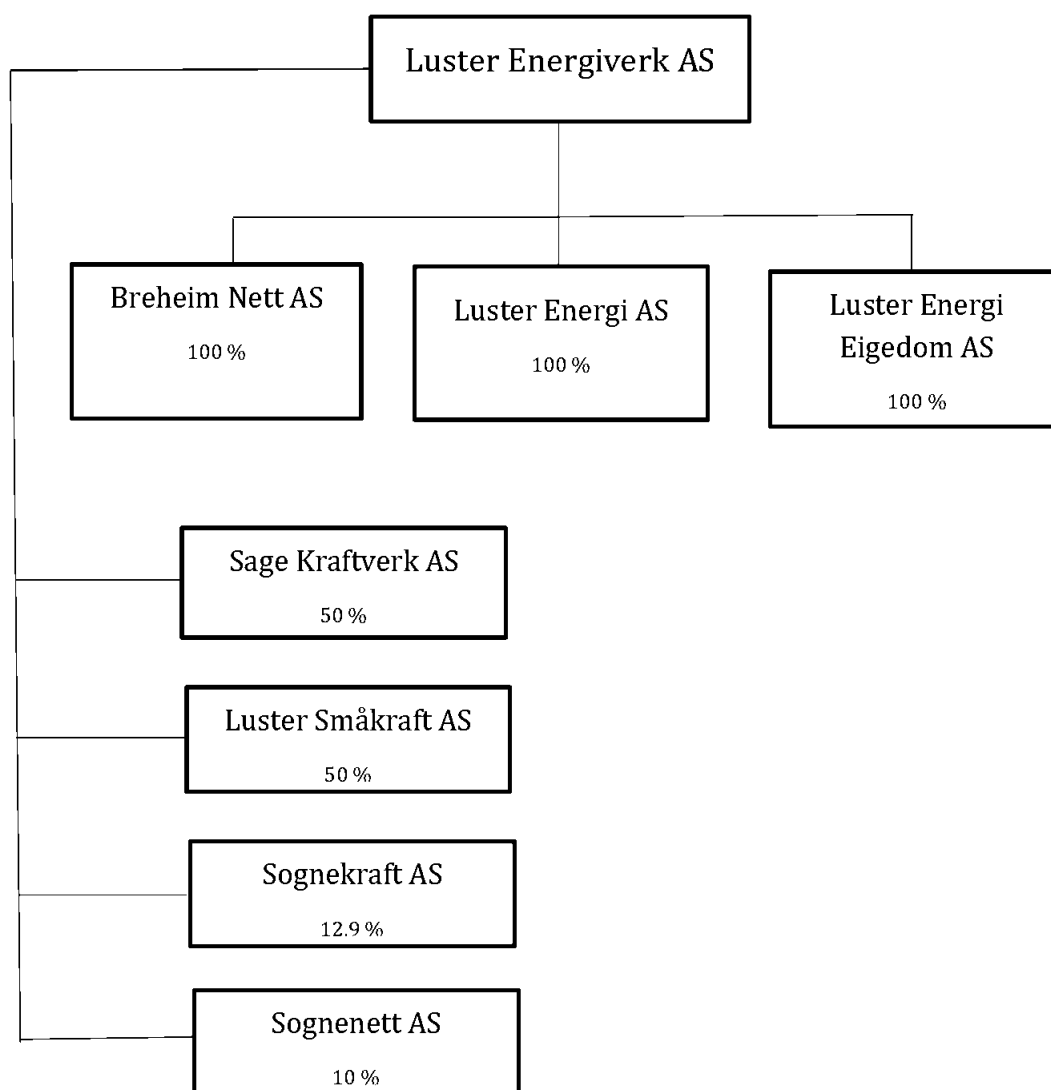 Luster Energiverk AS
Breheim Nett AS
100 %
Luster Energi AS
100 %
Luster Energi
Eigedom AS
100 %
Sage Kraftverk AS
50 %
Luster Småkraft AS
50 %
Sognekraft AS
12.9 %
Sognenett AS
10 %